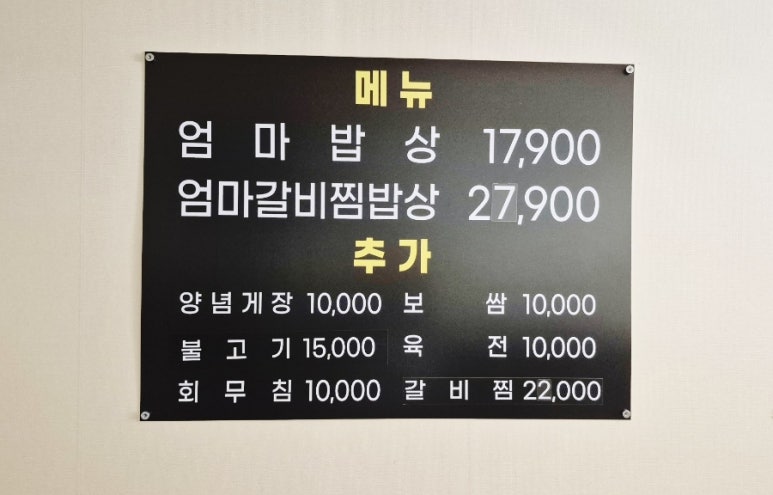 메뉴
엄마밥상 17,900
엄마갈비찜밥상 27,900
추가
양념게장 10,000 보쌈 10,000
불고기 15,000 육전 10,000
회무침 10,000 갈비찜 22,000